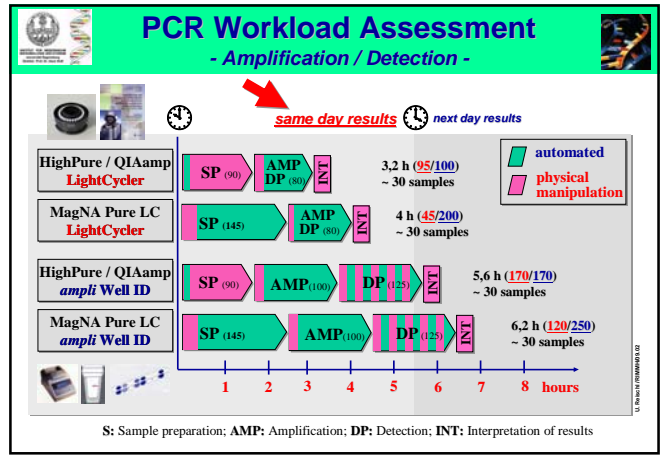 PCR Workload Assessment
- Amplification / Detection -
same day results
next day results
HighPure / QIAamp
LightCycler
SP (90)
AMP
DP (80)
INT
3,2 h (95/100)
~ 30 samples
automated
physical
manipulation
MagNA Pure LC
LightCycler
SP (145)
AMP
DP (80)
INT
4 h (45/200)
~ 30 samples
HighPure / QIAamp
ampli Well ID
SP (90)
AMP(100)
DP (125)
INT
5,6 h (170/170)
~ 30 samples
MagNA Pure LC
ampli Well ID
SP (145)
AMP(100)
DP (125)
INT
6,2 h (120/250)
~ 30 samples
1 2 3 4 5 6 7 8 hours
S: Sample preparation; AMP: Amplification; DP: Detection; INT: Interpretation of results